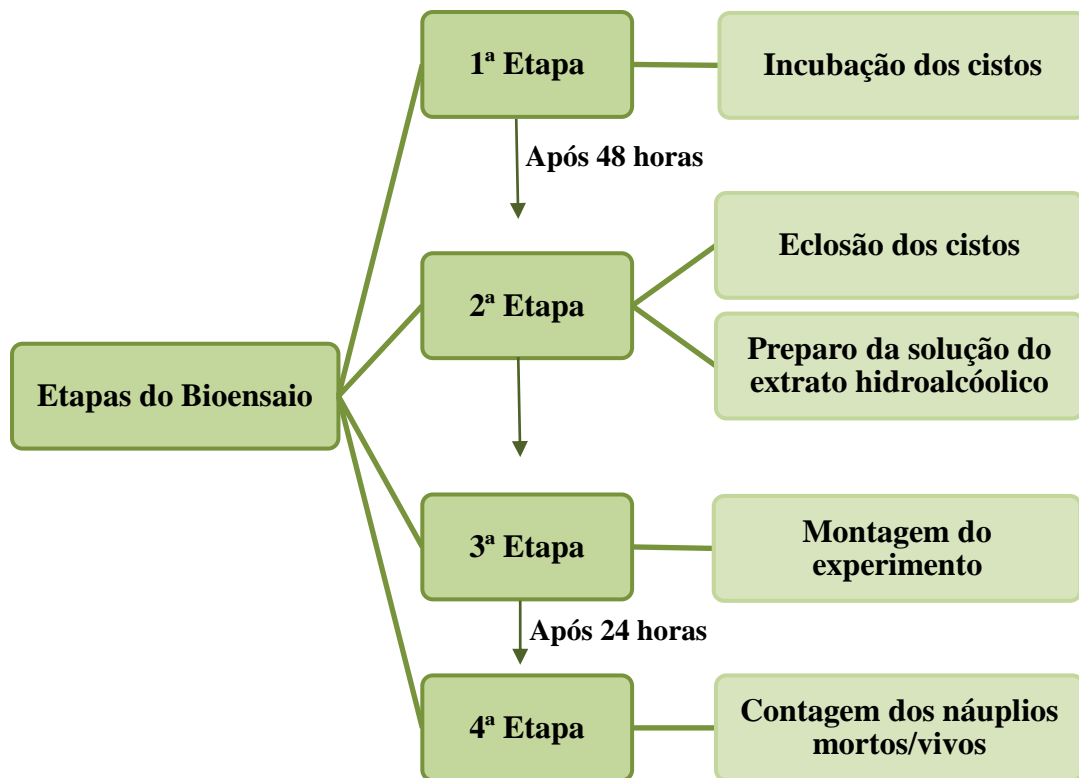 Etapas do Bioensaio
1ª Etapa
Incubação dos cistos
Após 48 horas
2ª Etapa
Eclosão dos cistos
Preparo da solução do
extrato hidroalcóolico
3ª Etapa
Montagem do
experimento
Após 24 horas
4ª Etapa
Contagem dos náuplios
mortos/vivos